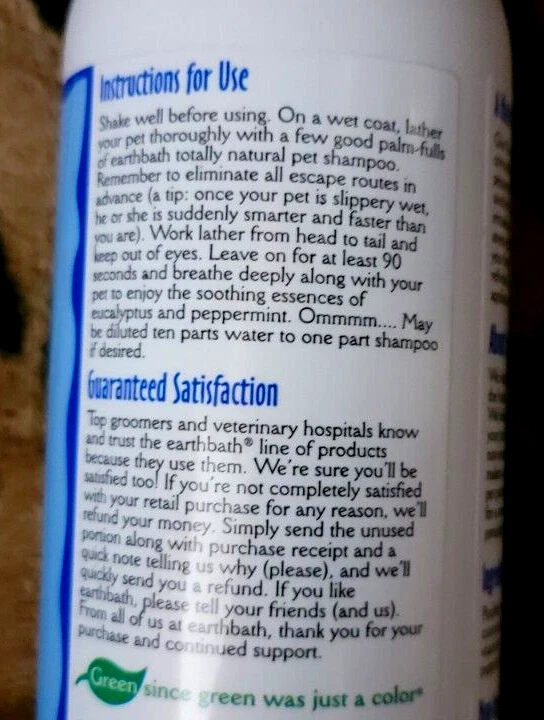 Instructions for Use
Shake well before using. On a wet coat, lather
your pet thoroughly with a few good palm-fulls
of earthbath totally natural pet shampoo.
Remember to eliminate all escape routes in
advance (a tip: once your pet is slippery wet,
he or she is suddenly smarter and faster than
you are). Work lather from head to tail and
keep out of eyes. Leave on for at least 90
seconds and breathe deeply along with your
pet to enjoy the soothing essences of
eucalyptus and peppermint. Ommmm.... May
be diluted ten parts water to one part shampoo
if desired.
Guaranteed Satisfaction
Top groomers and veterinary hospitals know
and trust the earthbath® line of products
because they use them. We're sure you'll be
satisfied too! If you're not completely satisfied
with your retail purchase for any reason, we'll
refund your money. Simply send the unused
portion along with purchase receipt and a
quick note telling us why (please), and we'll
quickly send you a refund. If you like
earthbath, please tell your friends (and us).
From all of us at earthbath, thank you for your
purchase and continued support.
Green since green was just a color®